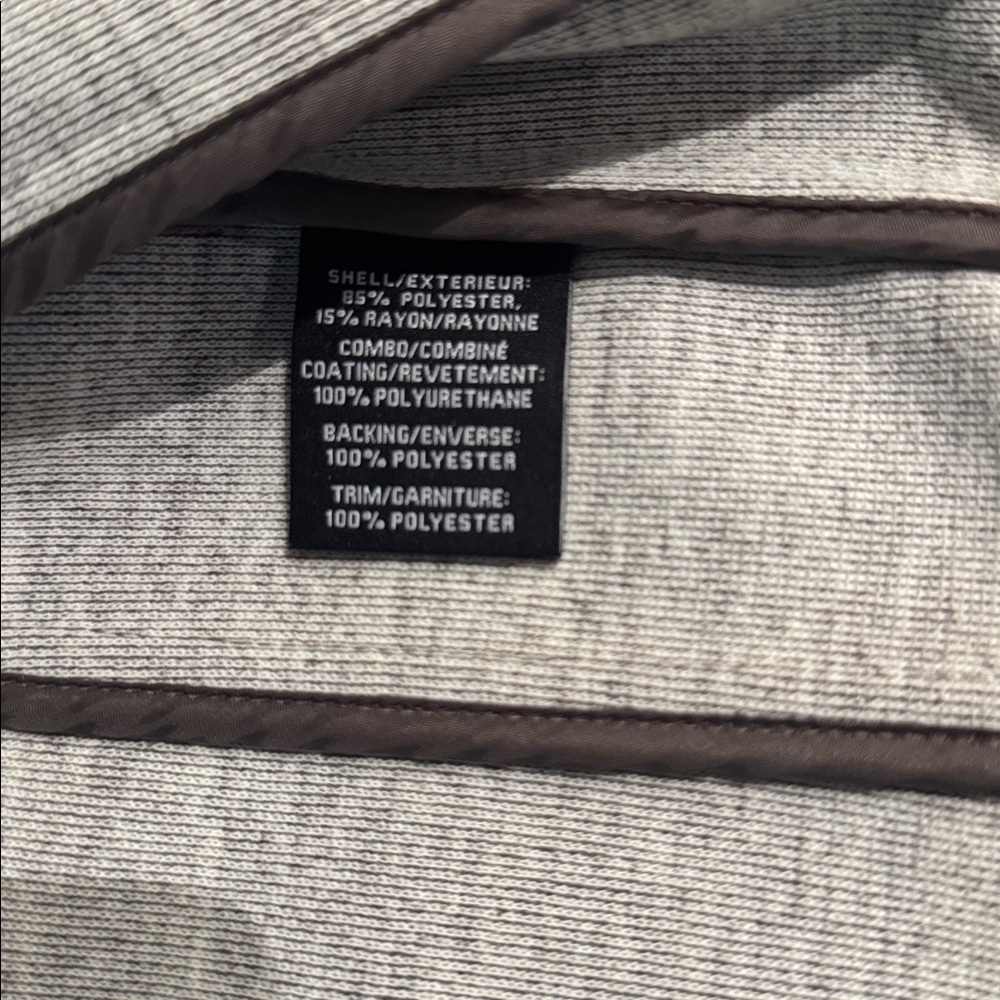 SHELL/EXTERIEUR:
85% POLYESTER,
15% RAYON/RAYONNE
COMBO/COMBINÉ
COATING/REVETEMENT:
100% POLYURETHANE
BACKING/ENVERSE:
100% POLYESTER
TRIM/GARNITURE:
100% POLYESTER